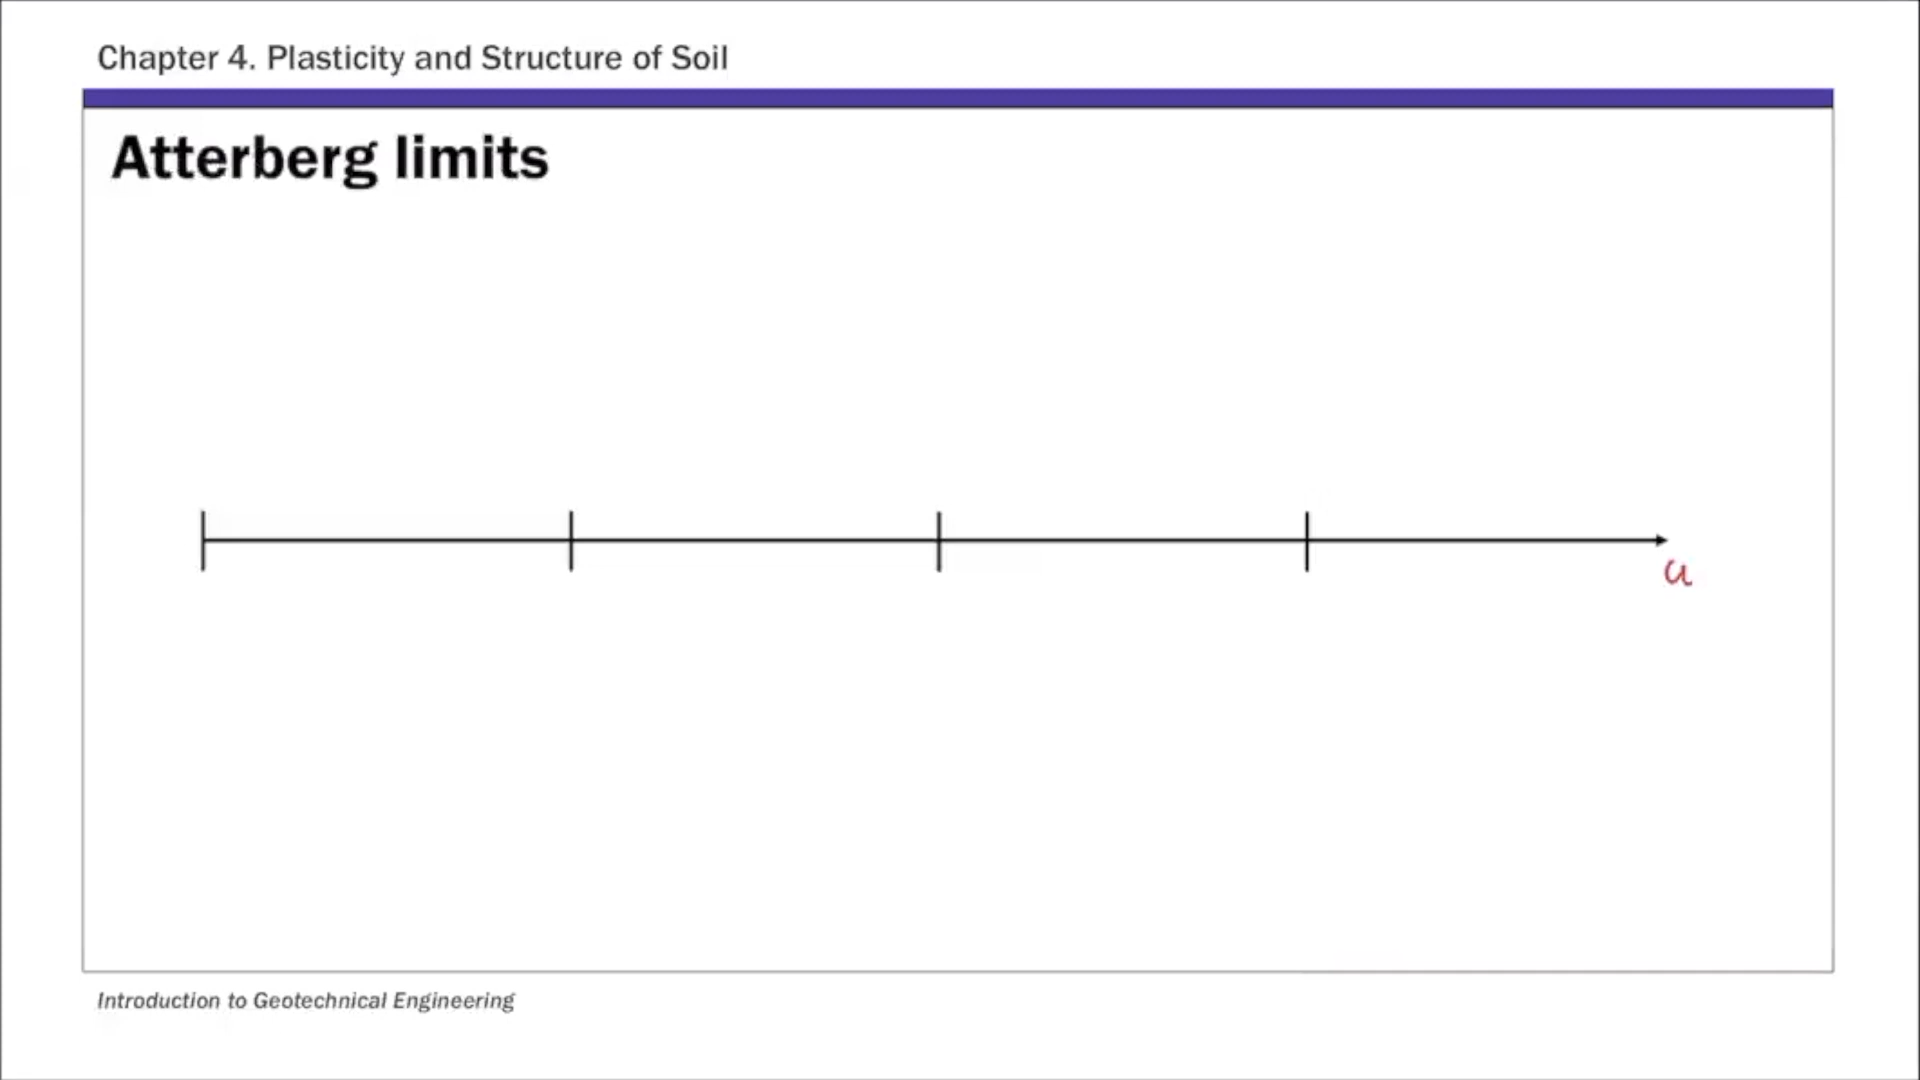 Chapter 4. Plasticity and Structure of Soil
Atterberg limits
u
Introduction to Geotechnical Engineering